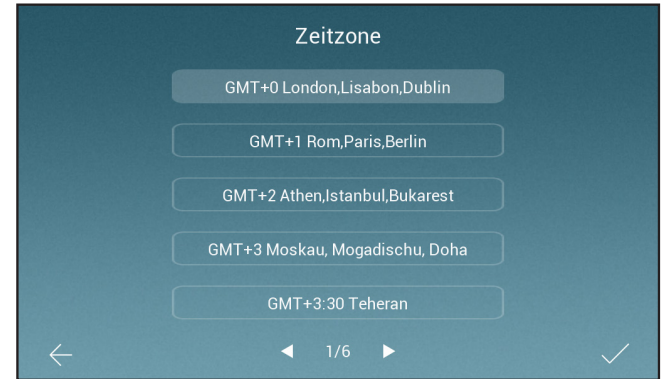 Zeitzone
GMT+0 London,Lisabon,Dublin
GMT+1 Rom,Paris,Berlin
GMT+2 Athen,Istanbul,Bukarest
GMT+3 Moskau, Mogadischu, Doha
GMT+3:30 Teheran
1/6